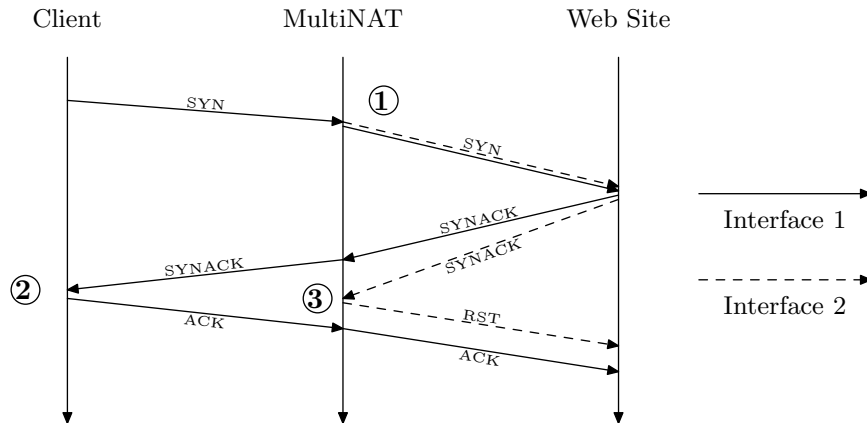 Client
MultiNAT
Web Site
1
SYN
SYN
Interface 1
SYNACK
SYNACK
SYNACK
2
3
Interface 2
RST
ACK
ACK